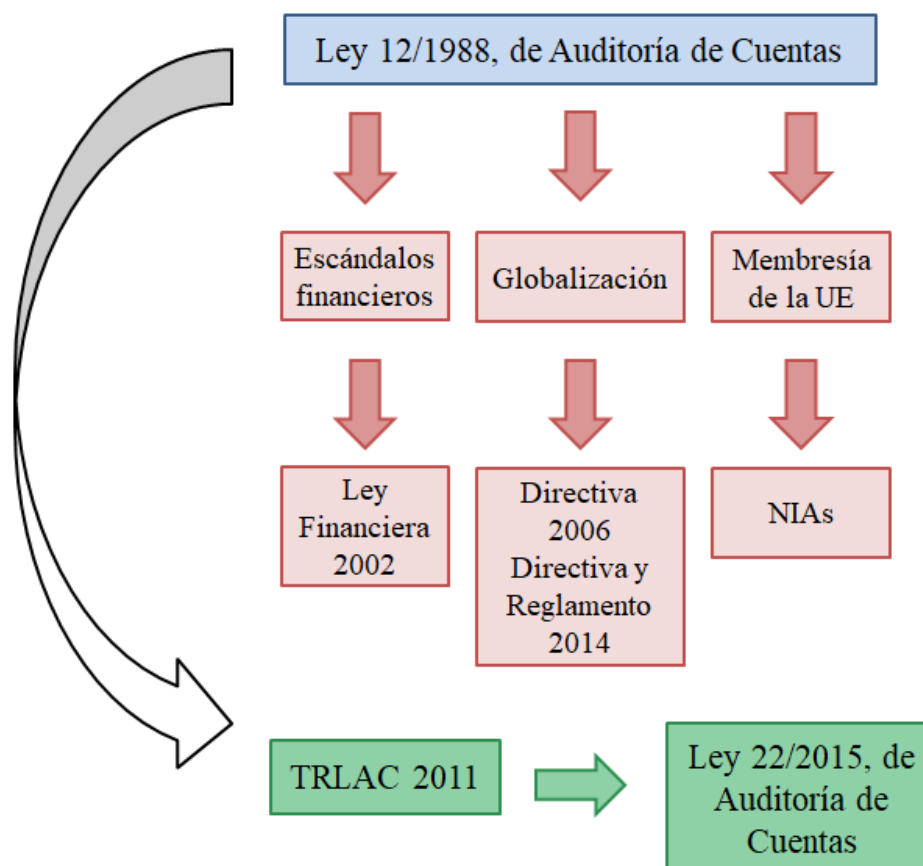 Ley 12/1988, de Auditoría de Cuentas
Escándalos
financieros
Globalización
Membresía
de la UE
Ley
Financiera
2002
Directiva
2006
Directiva y
Reglamento
2014
NIAs
TRLAC 2011
Ley 22/2015, de
Auditoría de
Cuentas